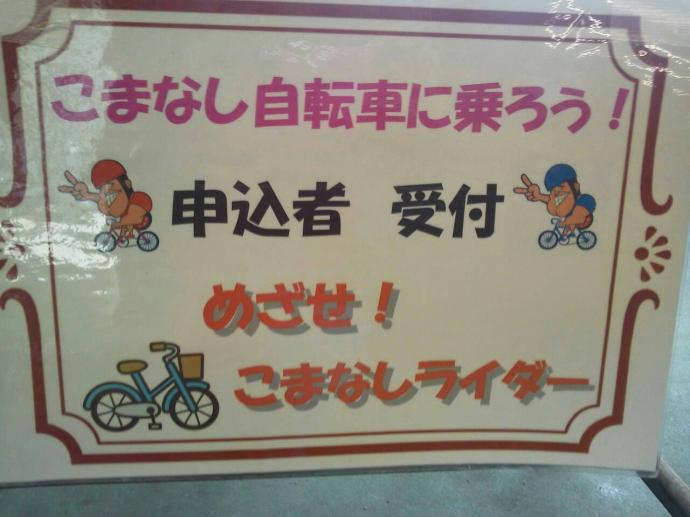 こまなし自転車に乗ろう！
申込者　受付
めざせ！
こまなしライダー